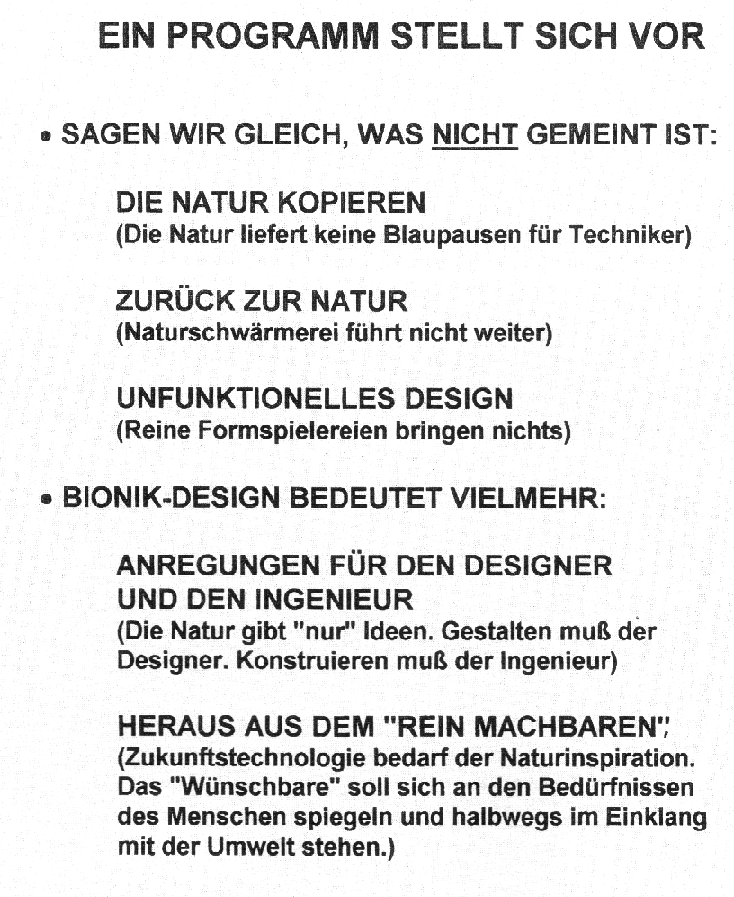 EIN PROGRAMM STELLT SICH VOR
• SAGEN WIR GLEICH, WAS NICHT GEMEINT IST:
DIE NATUR KOPIEREN
(Die Natur liefert keine Blaupausen für Techniker)
ZURÜCK ZUR NATUR
(Naturschwärmerei führt nicht weiter)
UNFUNKTIONELLES DESIGN
(Reine Formspielereien bringen nichts)
• BIONIK-DESIGN BEDEUTET VIELMEHR:
ANREGUNGEN FÜR DEN DESIGNER
UND DEN INGENIEUR
(Die Natur gibt "nur" Ideen. Gestalten muß der
Designer. Konstruieren muß der Ingenieur)
HERAUS AUS DEM "REIN MACHBAREN";
(Zukunftstechnologie bedarf der Naturinspiration.
Das "Wünschbare" soll sich an den Bedürfnissen
des Menschen spiegeln und halbwegs im Einklang
mit der Umwelt stehen.)